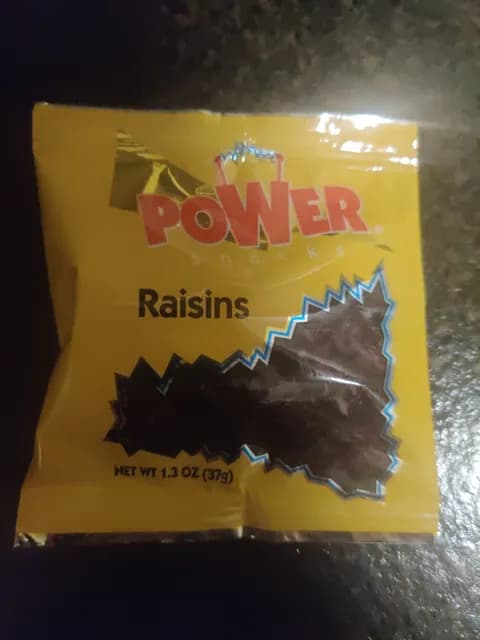 POWER
snacks
Raisins
NET WT 1.3 OZ (37g)